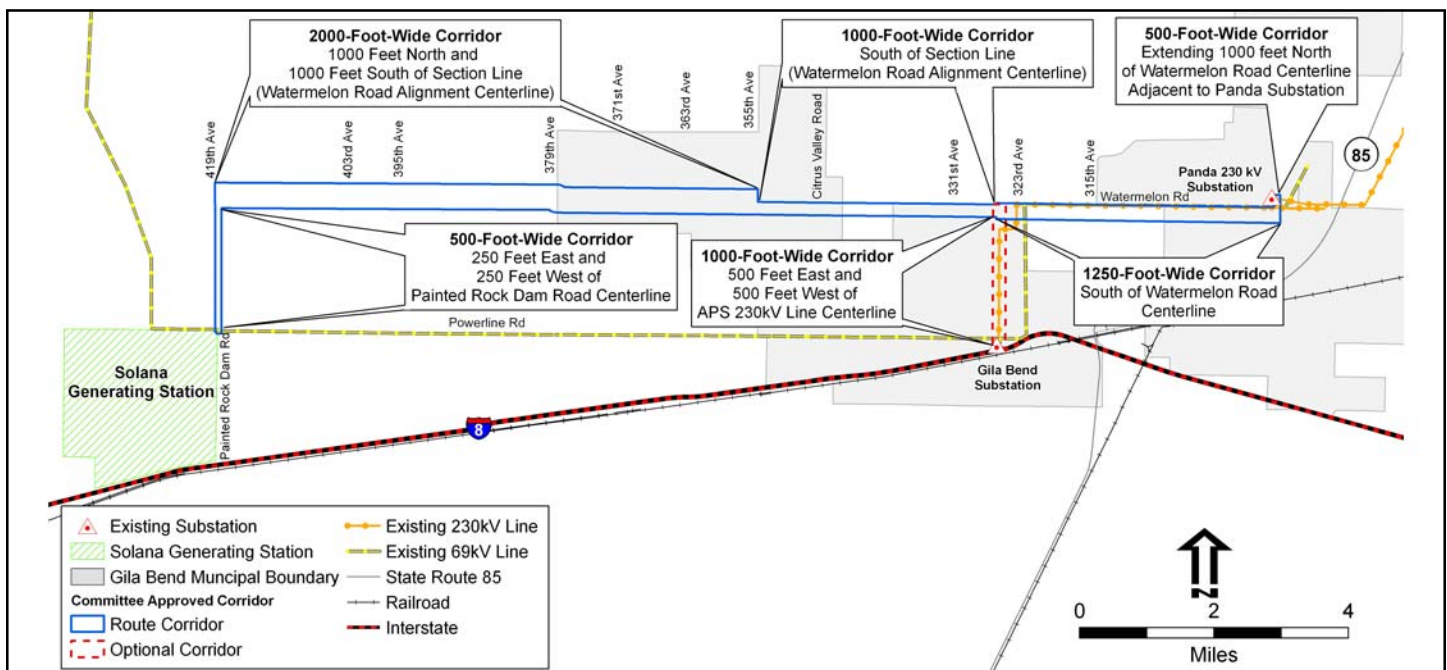 2000-Foot-Wide Corridor
1000 Feet North and
1000 Feet South of Section Line
(Watermelon Road Alignment Centerline)
1000-Foot-Wide Corridor
South of Section Line
(Watermelon Road Alignment Centerline)
500-Foot-Wide Corridor
Extending 1000 feet North
of Watermelon Road Centerline
Adjacent to Panda Substation
419th Ave
403rd Ave
395th Ave
379th Ave
371st Ave
363rd Ave
355th Ave
Citrus Valley Road
331st Ave
323rd Ave
315th Ave
85
Panda 230 kV
Substation
Watermelon Rd
500-Foot-Wide Corridor
250 Feet East and
250 Feet West of
Painted Rock Dam Road Centerline
1000-Foot-Wide Corridor
500 Feet East and
500 Feet West of
APS 230kV Line Centerline
1250-Foot-Wide Corridor
South of Watermelon Road
Centerline
Powerline Rd
Painted Rock Dam Rd
Solana
Generating Station
Gila Bend
Substation
8
Existing Substation
Solana Generating Station
Gila Bend Muncipal Boundary
Committee Approved Corridor
Route Corridor
Optional Corridor
Existing 230kV Line
Existing 69kV Line
State Route 85
Railroad
Interstate
N
0 2 4
Miles